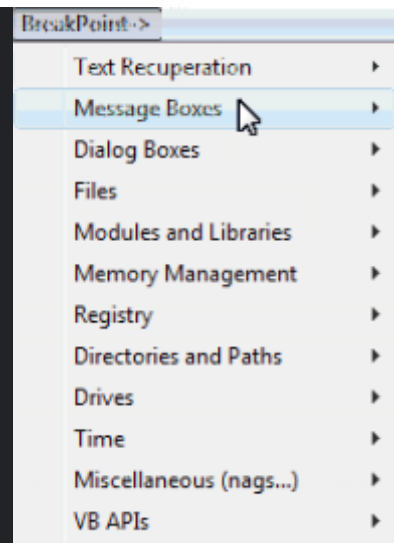 BreakPoint->
Text Recuperation
Message Boxes
Dialog Boxes
Files
Modules and Libraries
Memory Management
Registry
Directories and Paths
Drives
Time
Miscellaneous (nags...)
VB APIs